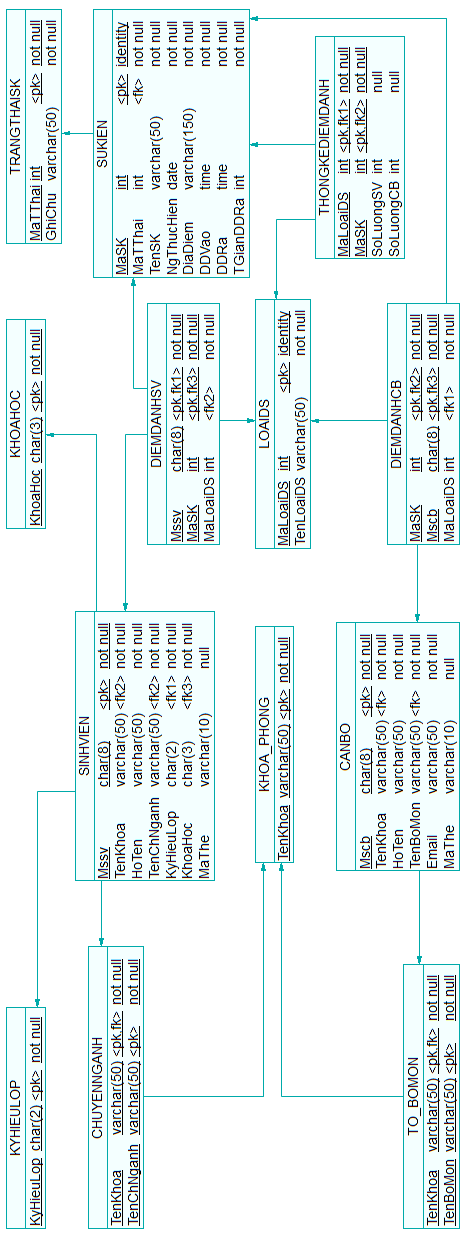 TRANGTHAISK
MaTThai int <pk> not null
GhiChu varchar(50) not null
SUKIEN
MaSK int <pk> identity
MaTThai int <fk> not null
TenSK varchar(50) not null
NgThucHien date not null
DiaDiem varchar(150) not null
DDVao time not null
DDRa time not null
TGianDDRa int not null
THONGKEDIEMDANH
MaLoaiDS int <pk.fk1> not null
MaSK int <pk.fk2> not null
SoLuongSV int null
SoLuongCB int null
KHOAHOC
KhoaHoc char(3) <pk> not null
DIEMDANHSV
Mssv char(8) <pk.fk1> not null
MaSK int <pk.fk3> not null
MaLoaiDS int <fk2> not null
LOAIDS
MaLoaiDS int <pk> identity
TenLoaiDS varchar(50) not null
DIEMDANHCB
MaSK int <pk.fk2> not null
Mscb char(8) <pk.fk3> not null
MaLoaiDS int <fk1> not null
SINHVIEN
Mssv char(8) <pk> not null
TenKhoa varchar(50) <fk2> not null
HoTen varchar(50) not null
TenChNganh varchar(50) <fk2> not null
KyHieuLop char(2) <fk1> not null
KhoaHoc char(3) <fk3> not null
MaThe varchar(10) null
KHOA_PHONG
TenKhoa varchar(50) <pk> not null
CANBO
Mscb char(8) <pk> not null
TenKhoa varchar(50) <fk> not null
HoTen varchar(50) not null
TenBoMon varchar(50) <fk> not null
Email varchar(50) not null
MaThe varchar(10) null
KYHIEULOP
KyHieuLop char(2) <pk> not null
CHUYENNGANH
TenKhoa varchar(50) <pk.fk> not null
TenChNganh varchar(50) <pk> not null
TO_BOMON
TenKhoa varchar(50) <pk.fk> not null
TenBoMon varchar(50) <pk> not null